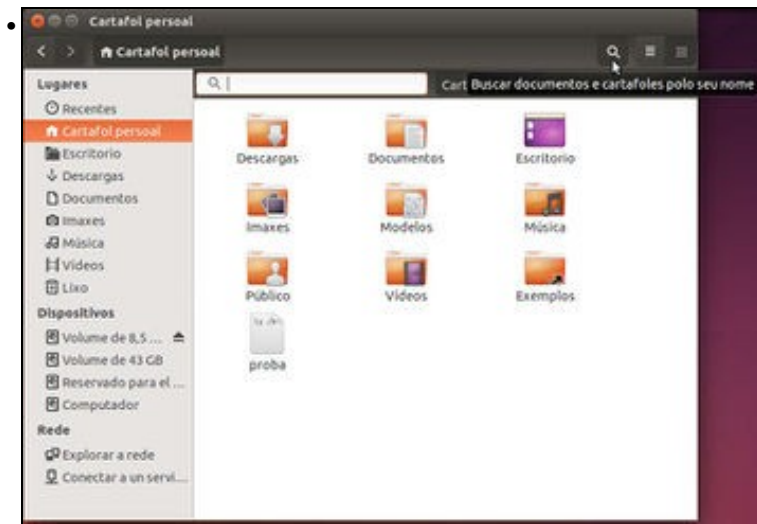 Cartafol persoal
Cartafol persoal
Lugares
Cart
Buscar documentos e cartafoles polo seu nome
Recentes
Cartafol persoal
Escritorio
Descargas
Documentos
Imaxes
Música
Vídeos
Lixo
Dispositivos
Volume de 8,5 ...
Volume de 43 GB
Reservado para el ...
Computador
Rede
Explorar a rede
Conectar a un servi...
Descargas
Documentos
Escritorio
Imaxes
Modelos
Música
Público
Vídeos
Exemplos
proba